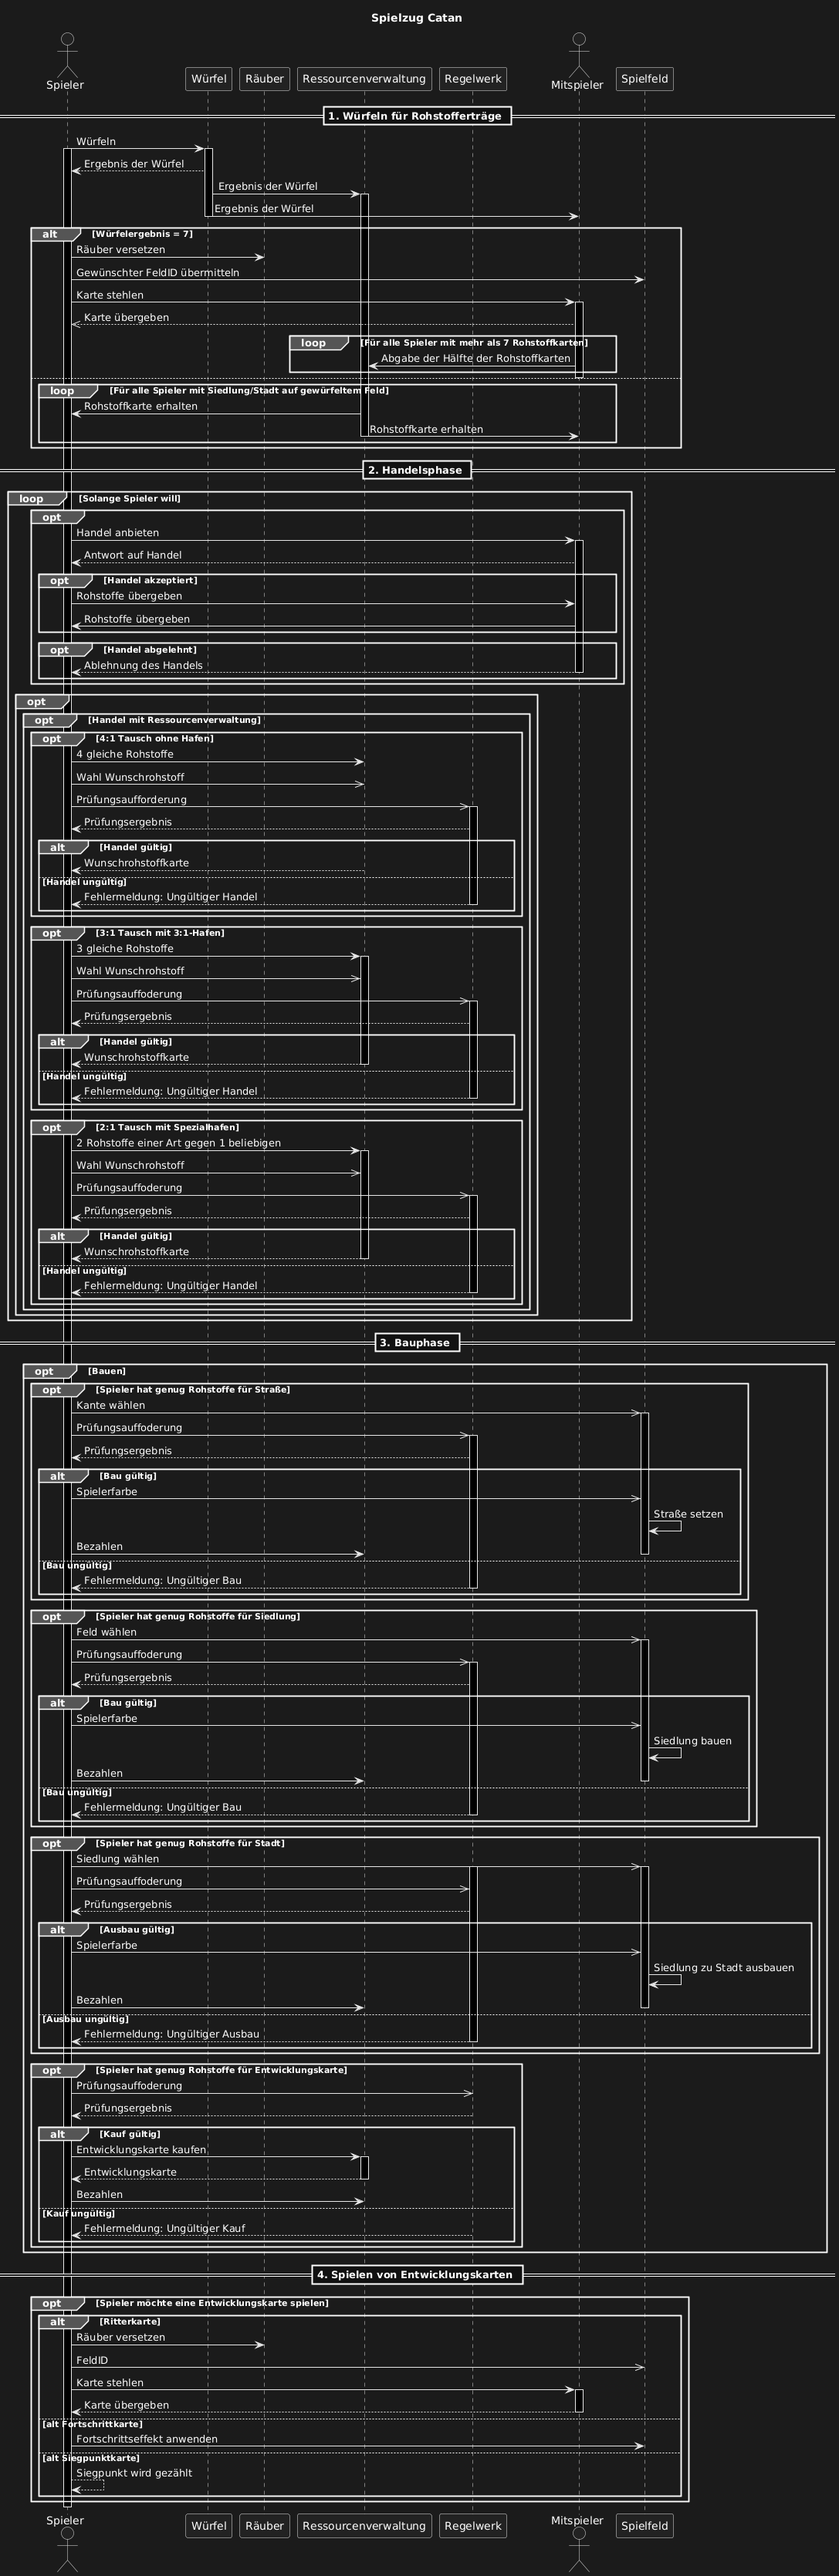 Spielzug Catan
Spieler
Würfel
Räuber
Ressourcenverwaltung
Regelwerk
Mitspieler
Spielfeld
1. Würfeln für Rohstofferträge
Würfeln
Ergebnis der Würfel
Ergebnis der Würfel
Ergebnis der Würfel
alt [Würfelergebnis = 7]
Räuber versetzen
Gewünschter FeldID übermitteln
Karte stehlen
Karte übergeben
loop [Für alle Spieler mit mehr als 7 Rohstoffkarten]
Abgabe der Hälfte der Rohstoffkarten
loop [Für alle Spieler mit Siedlung/Stadt auf gewürfeltem Feld]
Rohstoffkarte erhalten
Rohstoffkarte erhalten
2. Handelsphase
loop [Solange Spieler will]
opt
Handel anbieten
Antwort auf Handel
opt [Handel akzeptiert]
Rohstoffe übergeben
Rohstoffe übergeben
opt [Handel abgelehnt]
Ablehnung des Handels
opt
opt [Handel mit Ressourcenverwaltung]
opt [4:1 Tausch ohne Hafen]
4 gleiche Rohstoffe
Wahl Wunschrohstoff
Prüfungsaufforderung
Prüfungsergebnis
alt [Handel gültig]
Wunschrohstoffkarte
[Handel ungültig]
Fehlermeldung: Ungültiger Handel
opt [3:1 Tausch mit 3:1-Hafen]
3 gleiche Rohstoffe
Wahl Wunschrohstoff
Prüfungsauffoderung
Prüfungsergebnis
alt [Handel gültig]
Wunschrohstoffkarte
[Handel ungültig]
Fehlermeldung: Ungültiger Handel
opt [2:1 Tausch mit Spezialhafen]
2 Rohstoffe einer Art gegen 1 beliebigen
Wahl Wunschrohstoff
Prüfungsauffoderung
Prüfungsergebnis
alt [Handel gültig]
Wunschrohstoffkarte
[Handel ungültig]
Fehlermeldung: Ungültiger Handel
3. Bauphase
opt [Bauen]
opt [Spieler hat genug Rohstoffe für Straße]
Kante wählen
Prüfungsauffoderung
Prüfungsergebnis
alt [Bau gültig]
Spielerfarbe
Straße setzen
Bezahlen
[Bau ungültig]
Fehlermeldung: Ungültiger Bau
opt [Spieler hat genug Rohstoffe für Siedlung]
Feld wählen
Prüfungsauffoderung
Prüfungsergebnis
alt [Bau gültig]
Spielerfarbe
Siedlung bauen
Bezahlen
[Bau ungültig]
Fehlermeldung: Ungültiger Bau
opt [Spieler hat genug Rohstoffe für Stadt]
Siedlung wählen
Prüfungsauffoderung
Prüfungsergebnis
alt [Ausbau gültig]
Spielerfarbe
Siedlung zu Stadt ausbauen
Bezahlen
[Ausbau ungültig]
Fehlermeldung: Ungültiger Ausbau
opt [Spieler hat genug Rohstoffe für Entwicklungskarte]
Prüfungsauffoderung
Prüfungsergebnis
alt [Kauf gültig]
Entwicklungskarte kaufen
Entwicklungskarte
Bezahlen
[Kauf ungültig]
Fehlermeldung: Ungültiger Kauf
4. Spielen von Entwicklungskarten
opt [Spieler möchte eine Entwicklungskarte spielen]
alt [Ritterkarte]
Räuber versetzen
FeldID
Karte stehlen
Karte übergeben
[alt Fortschrittkarte]
Fortschrittseffekt anwenden
[alt Siegpunktkarte]
Siegpunkt wird gezählt
Spieler
Würfel
Räuber
Ressourcenverwaltung
Regelwerk
Mitspieler
Spielfeld